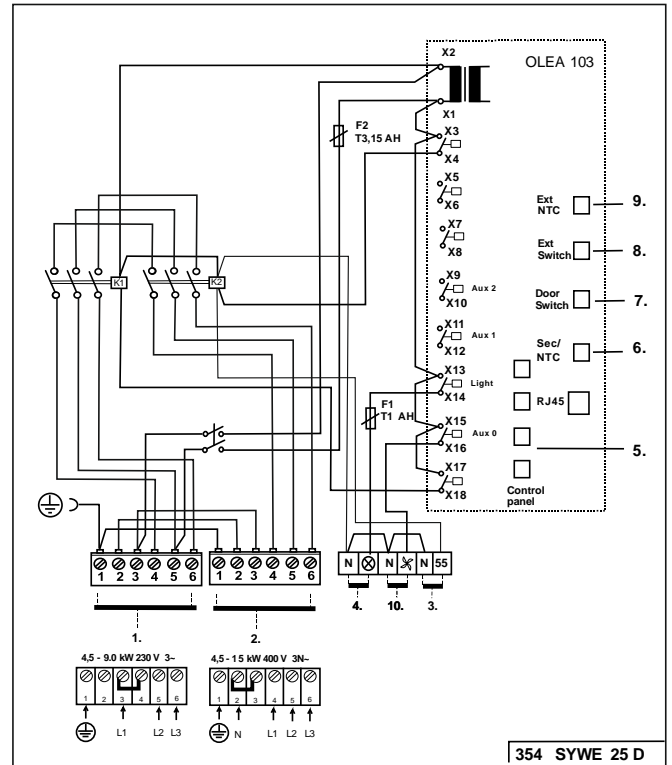 X2
OLEA 103
X1
F2
T3,15 AH
X3
X4
X5
X6
Ext
NTC
9.
X7
X8
Ext
Switch
8.
K1
K2
X9
Aux 2
X10
Door
Switch
7.
X11
Aux 1
X12
Sec/
NTC
6.
X13
Light
X14
F1
T1 AH
RJ45
X15
Aux 0
X16
5.
X17
X18
Control
panel
1 2 3 4 5 6
1 2 3 4 5 6
N N N 55
4. 10. 3.
1. 2.
4,5 - 9.0 kW 230 V 3~
1 2 3 4 5 6
L1 L2 L3
4,5 - 15 kW 400 V 3N~
1 2 3 4 5 6
N L1 L2 L3
354 SYWE 25 D